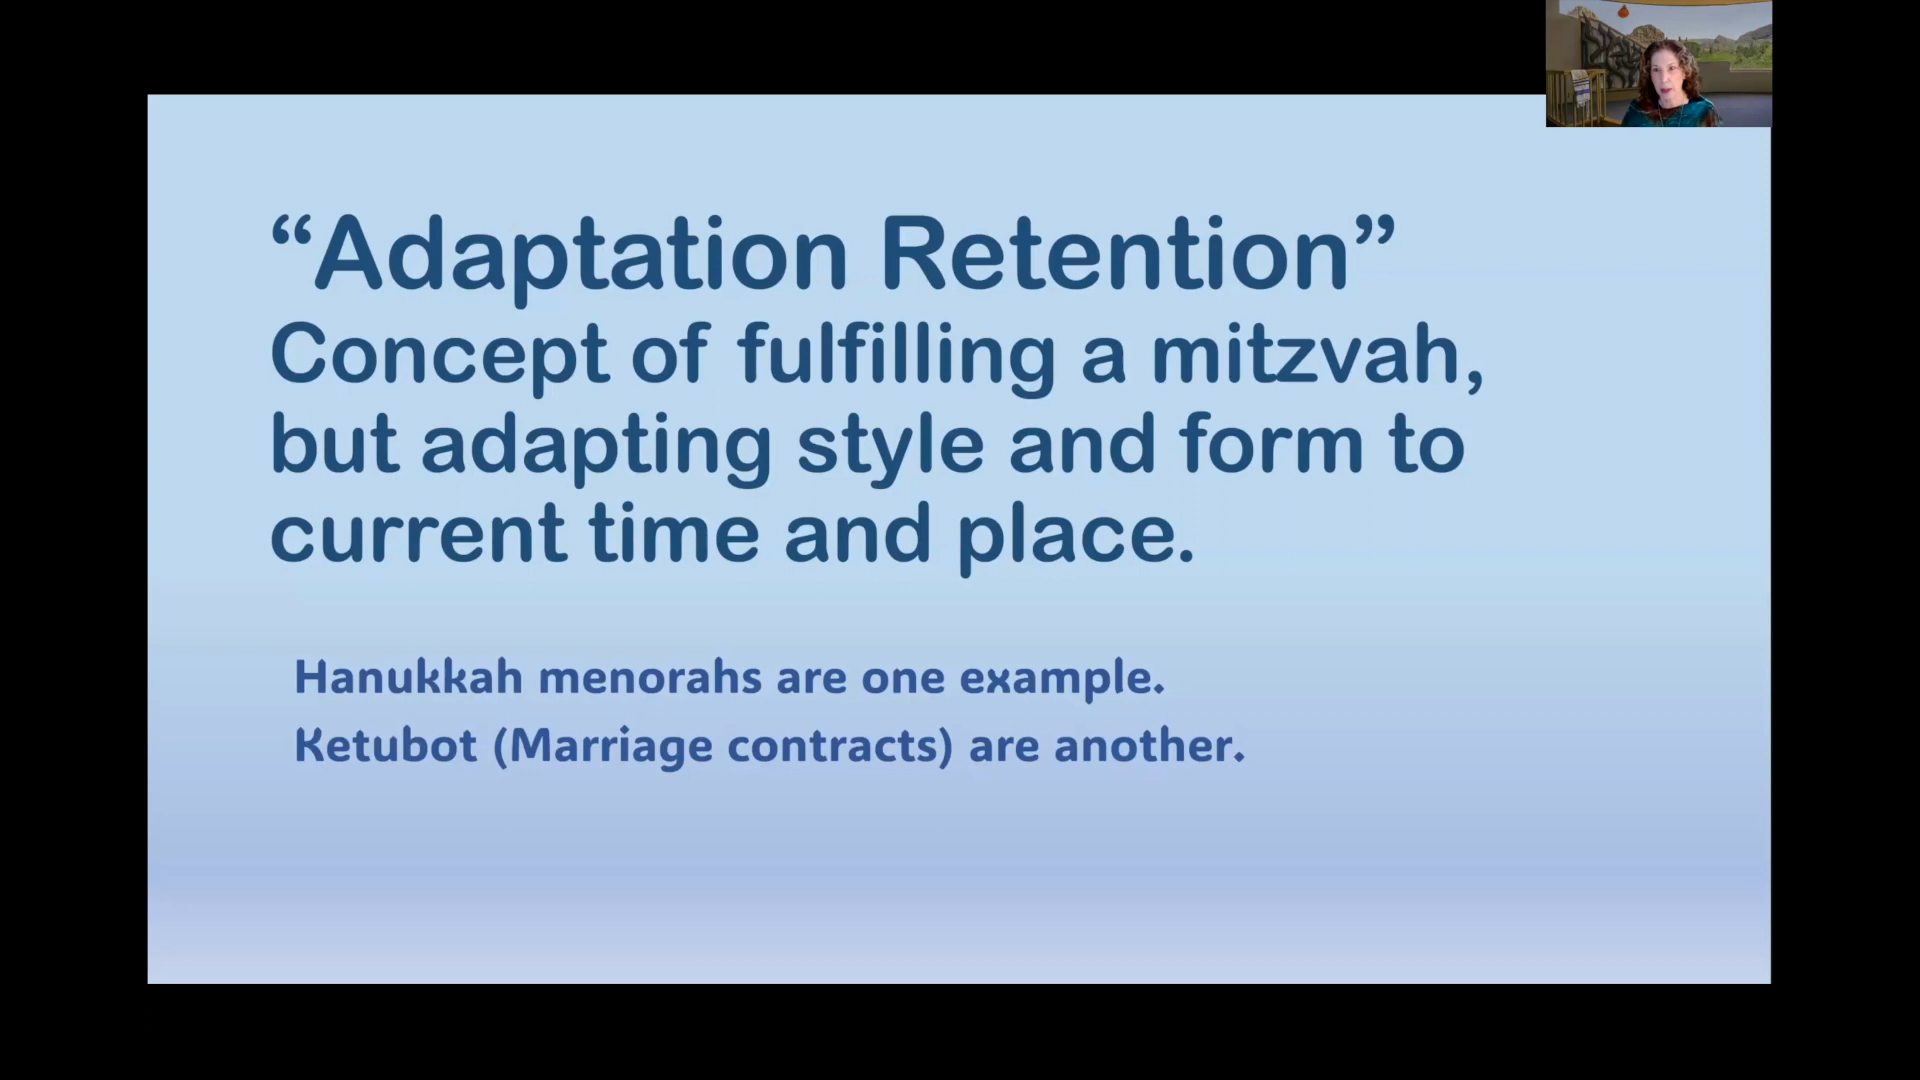 “Adaptation Retention”
Concept of fulfilling a mitzvah,
but adapting style and form to
current time and place.
Hanukkah menorahs are one example.
Ketubot (Marriage contracts) are another.